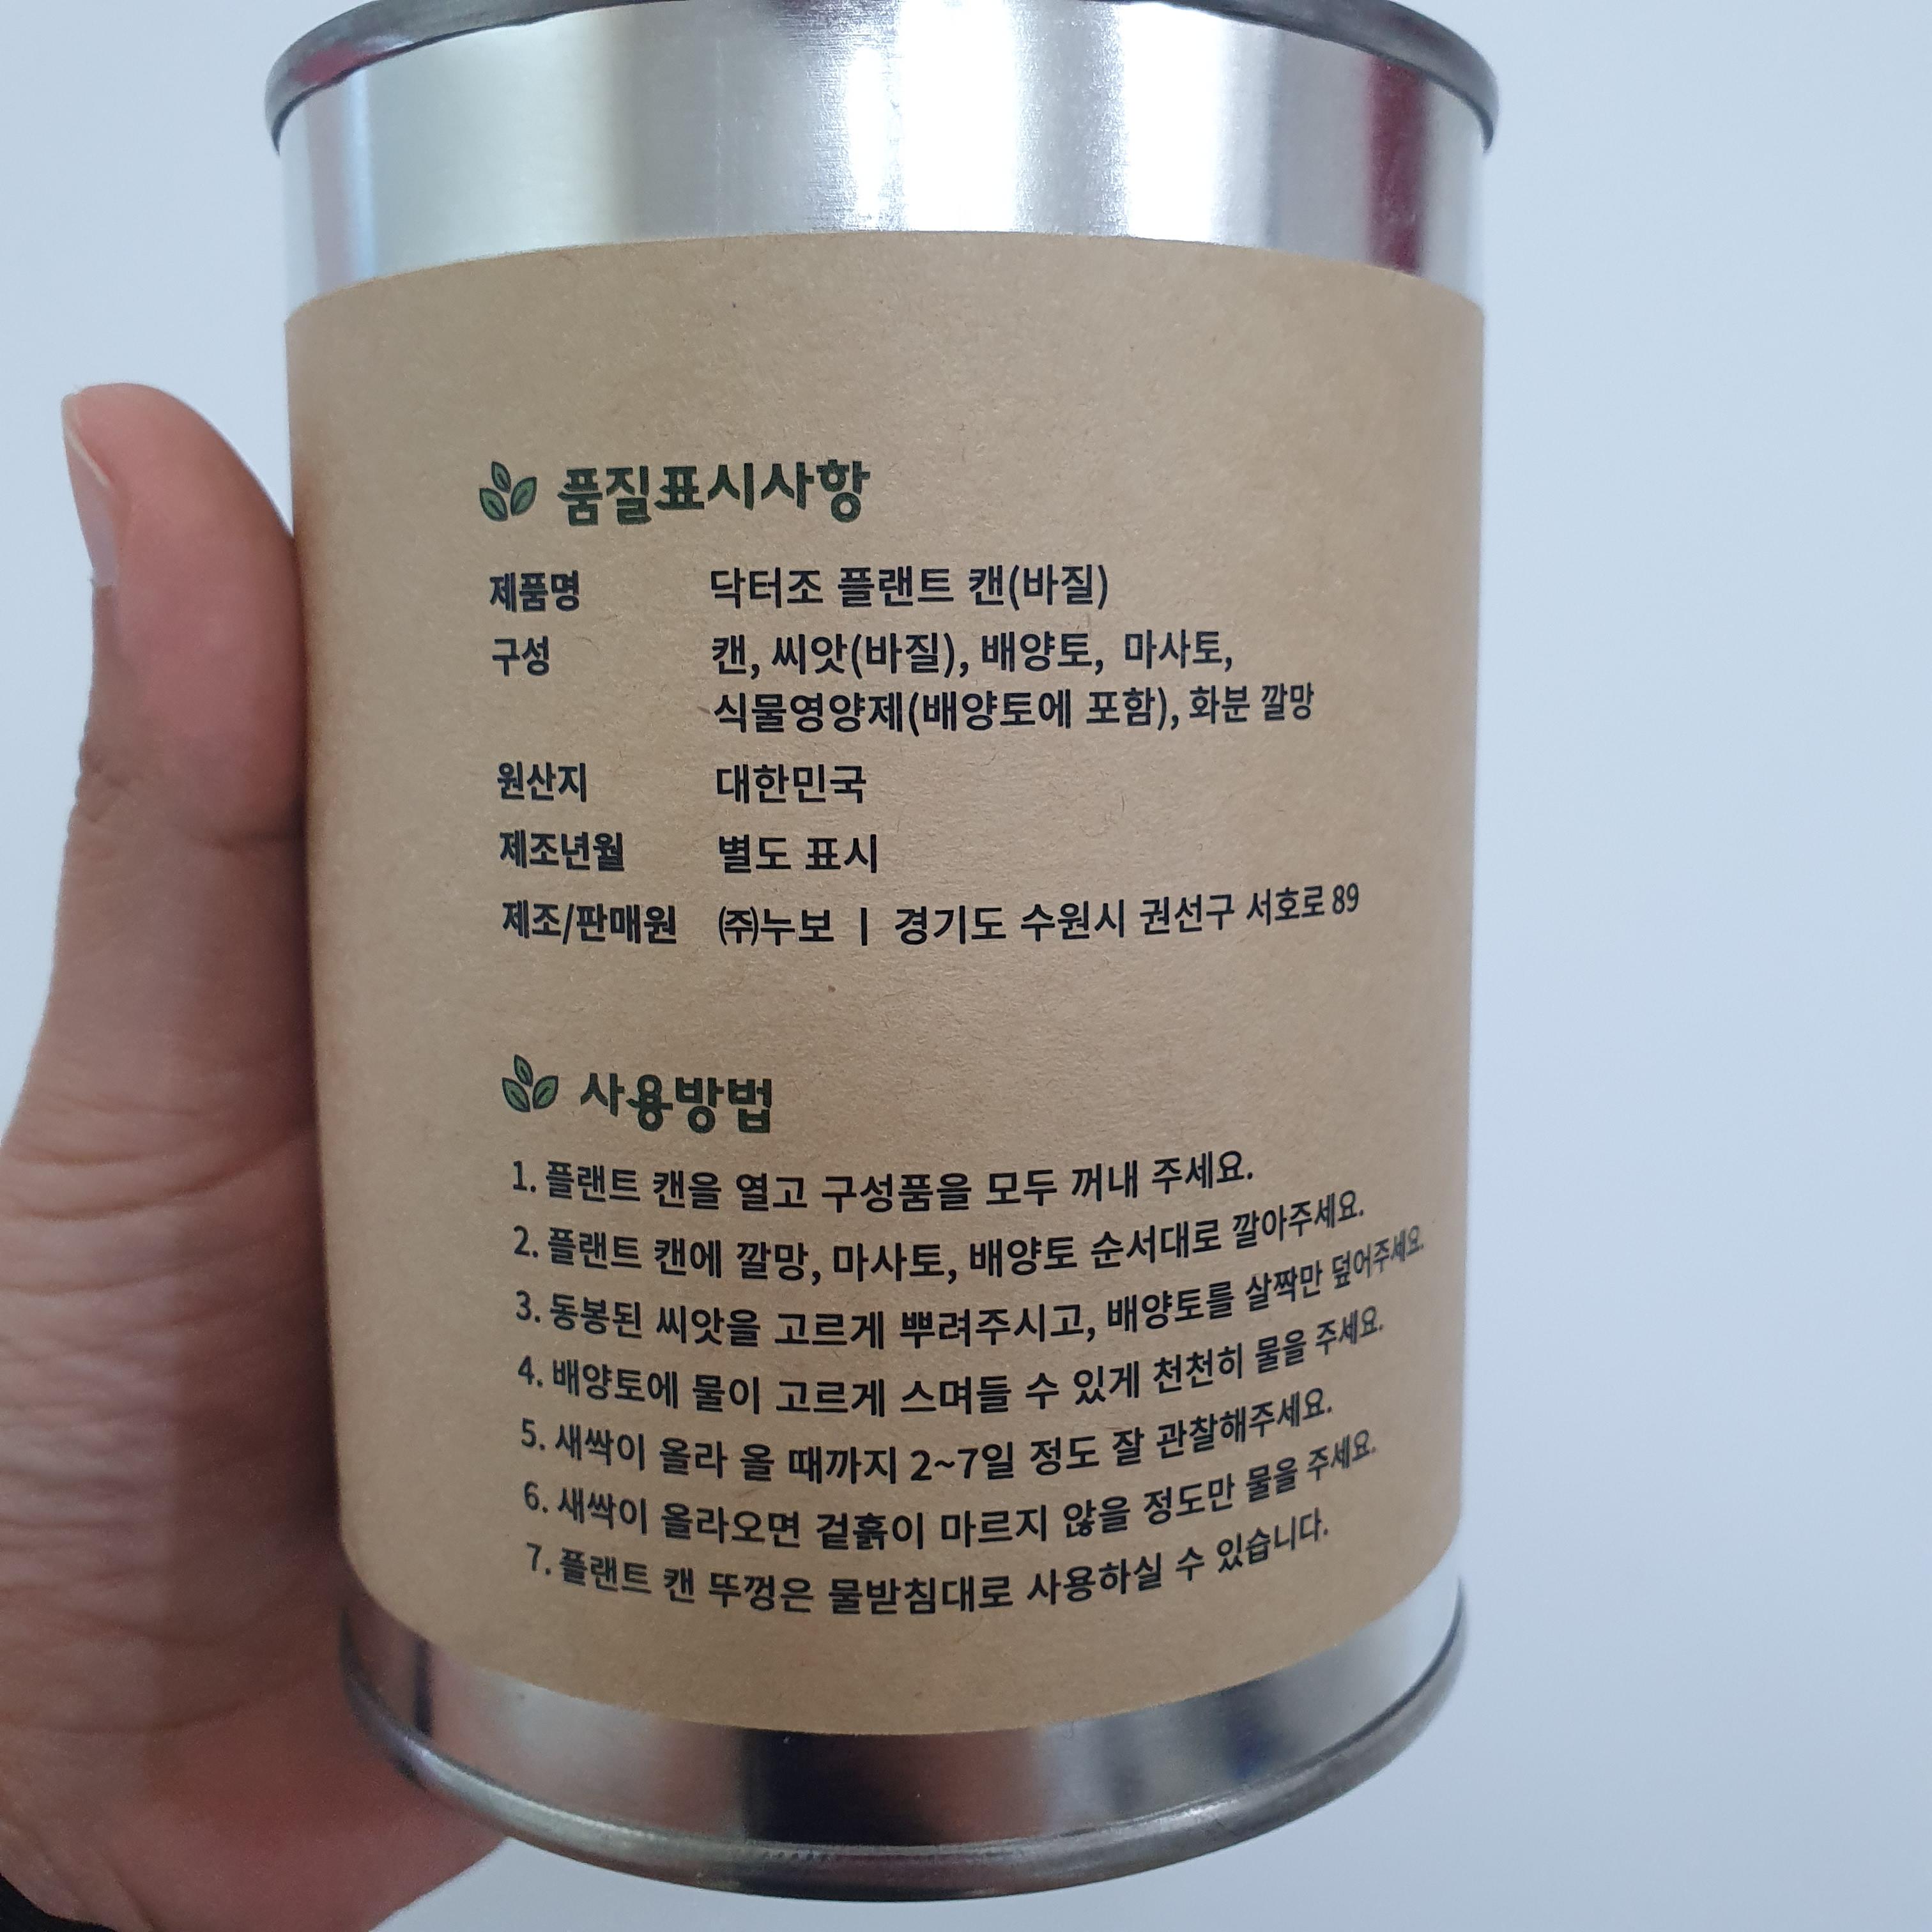 품질표시사항
제품명 닥터조 플랜트 캔(바질)
구성 캔, 씨앗(바질), 배양토, 마사토,
식물영양제(배양토에 포함), 화분 깔망
원산지 대한민국
제조년월 별도 표시
제조/판매원 ㈜누보 | 경기도 수원시 권선구 서호로 89
사용방법
1. 플랜트 캔을 열고 구성품을 모두 꺼내 주세요.
2. 플랜트 캔에 깔망, 마사토, 배양토 순서대로 깔아주세요.
3. 동봉된 씨앗을 고르게 뿌려주시고, 배양토를 살짝만 덮어주세요.
4. 배양토에 물이 고르게 스며들 수 있게 천천히 물을 주세요.
5. 새싹이 올라 올 때까지 2~7일 정도 잘 관찰해주세요.
6. 새싹이 올라오면 겉흙이 마르지 않을 정도만 물을 주세요.
7. 플랜트 캔 뚜껑은 물받침대로 사용하실 수 있습니다.